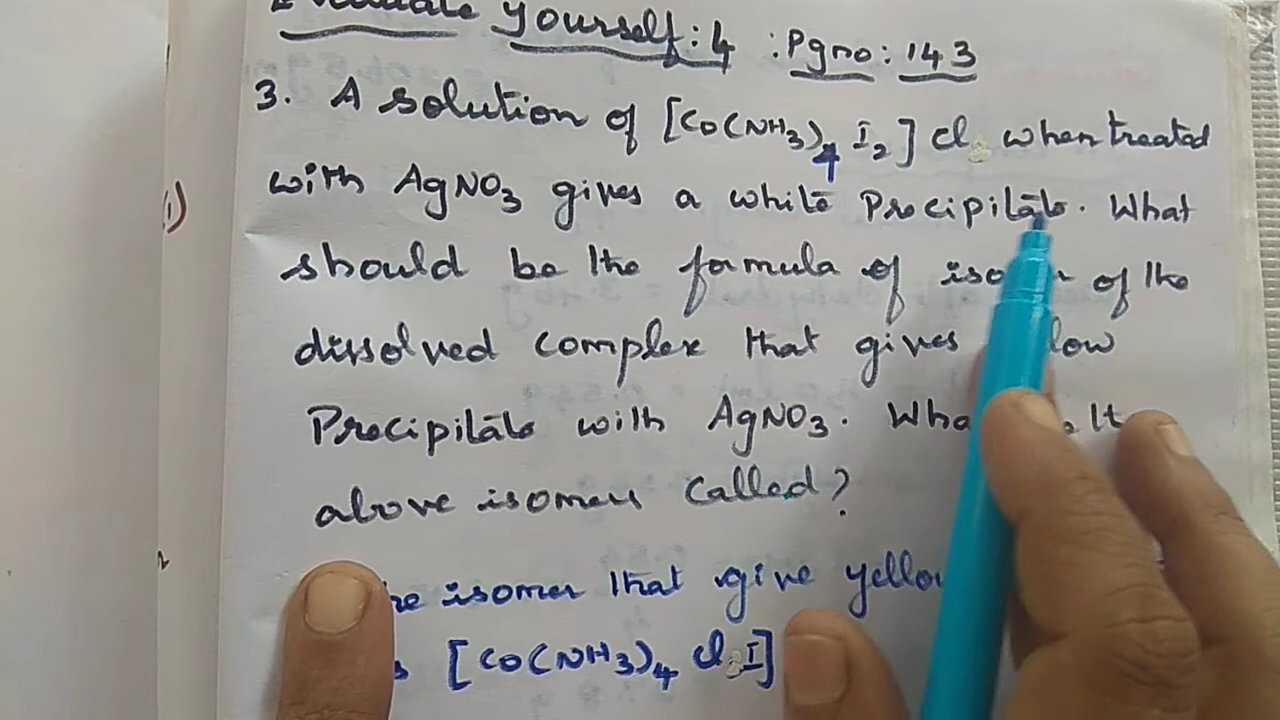 Yourself: 4 : Pg no: 143
3. A solution of [Co(NH3)4 I2] Cl when treated
with AgNO3 gives a white Precipitate. What
should be the formula of of the
dissolved complex that gives
Precipitate with AgNO3.
above isomers called?
isomer that give
[Co(NH3)4 Cl I]